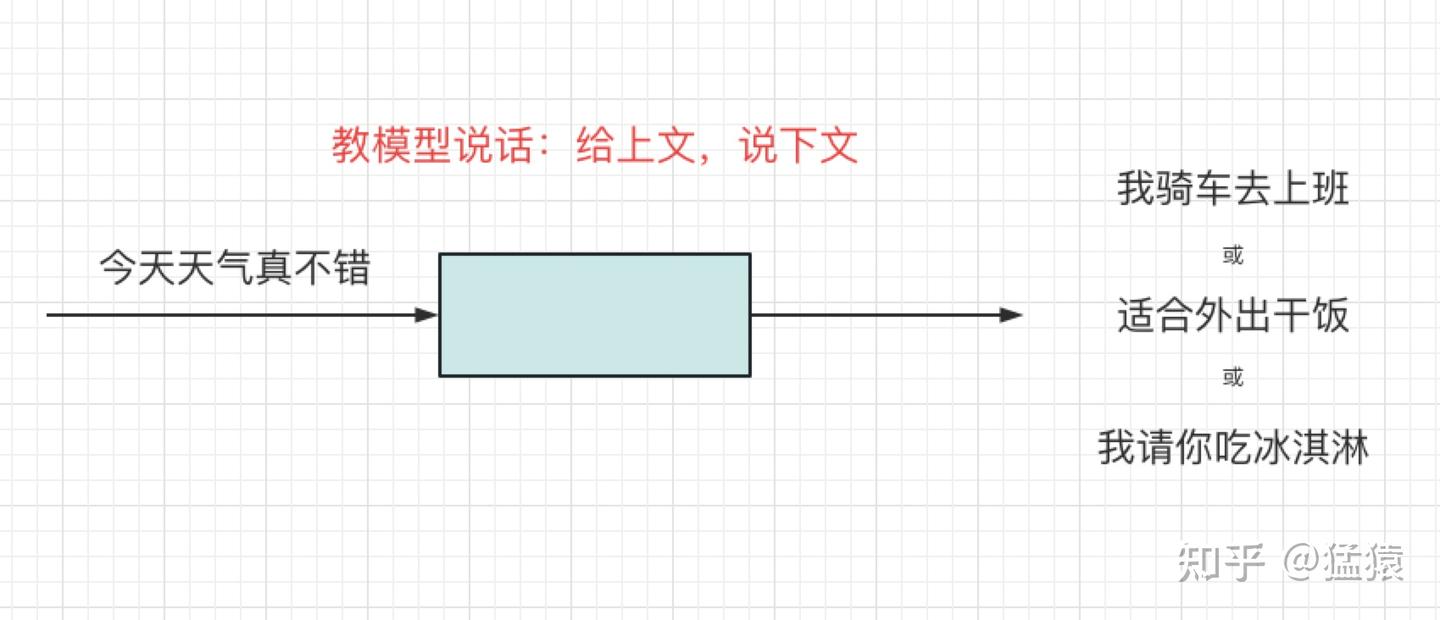 教模型说话：给上文，说下文
今天天气真不错
我骑车去上班
或
适合外出干饭
或
我请你吃冰淇淋
知乎 @猛猿